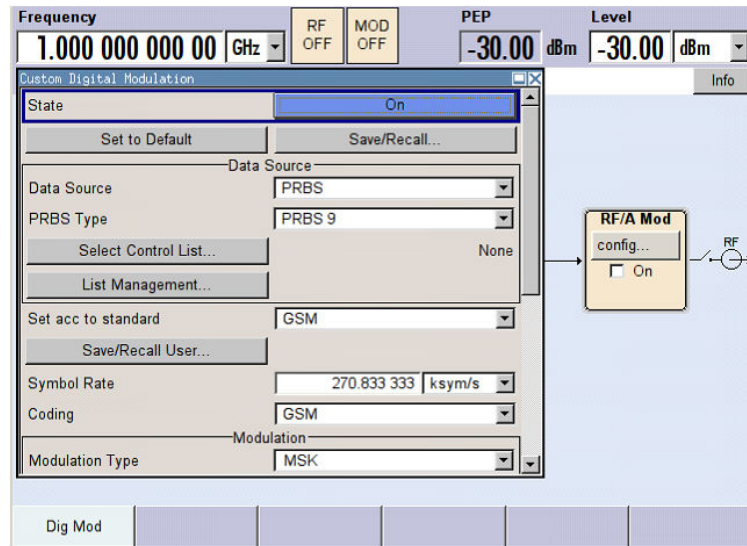 Frequency
1.000 000 000 00 GHz
RF OFF
MOD OFF
PEP
-30.00 dBm
Level
-30.00 dBm
Custom Digital Modulation
Info
State
On
Set to Default
Save/Recall...
Data Source
Data Source
PRBS
PRBS Type
PRBS 9
Select Control List...
None
List Management...
Set acc to standard
GSM
Save/Recall User...
Symbol Rate
270.833 333 ksym/s
Coding
GSM
Modulation
Modulation Type
MSK
RF/A Mod
config...
On
RF
Dig Mod